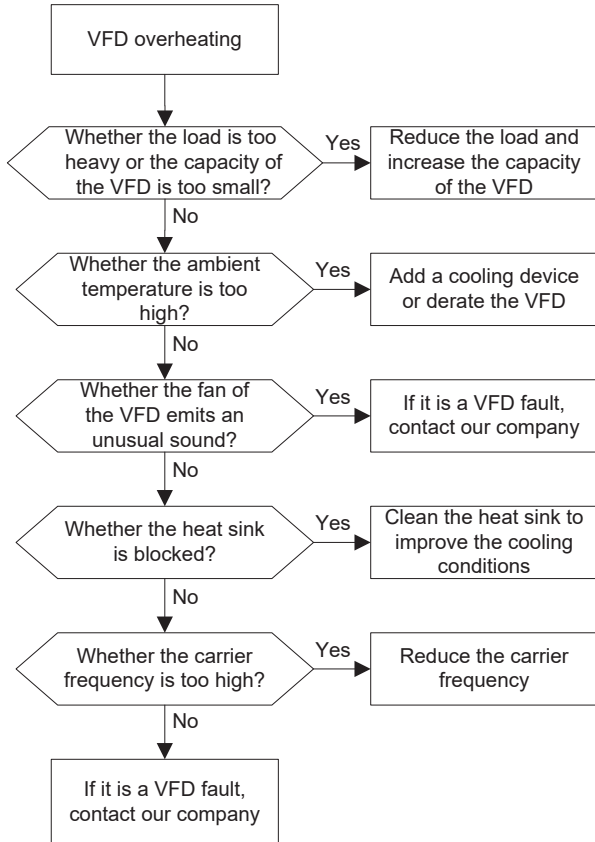 VFD overheating
Whether the load is too
heavy or the capacity of
the VFD is too small?
Yes
Reduce the load and
increase the capacity
of the VFD
No
Whether the ambient
temperature is too
high?
Yes
Add a cooling device
or derate the VFD
No
Whether the fan of
the VFD emits an
unusual sound?
Yes
If it is a VFD fault,
contact our company
No
Whether the heat sink
is blocked?
Yes
Clean the heat sink to
improve the cooling
conditions
No
Whether the carrier
frequency is too high?
Yes
Reduce the carrier
frequency
No
If it is a VFD fault,
contact our company